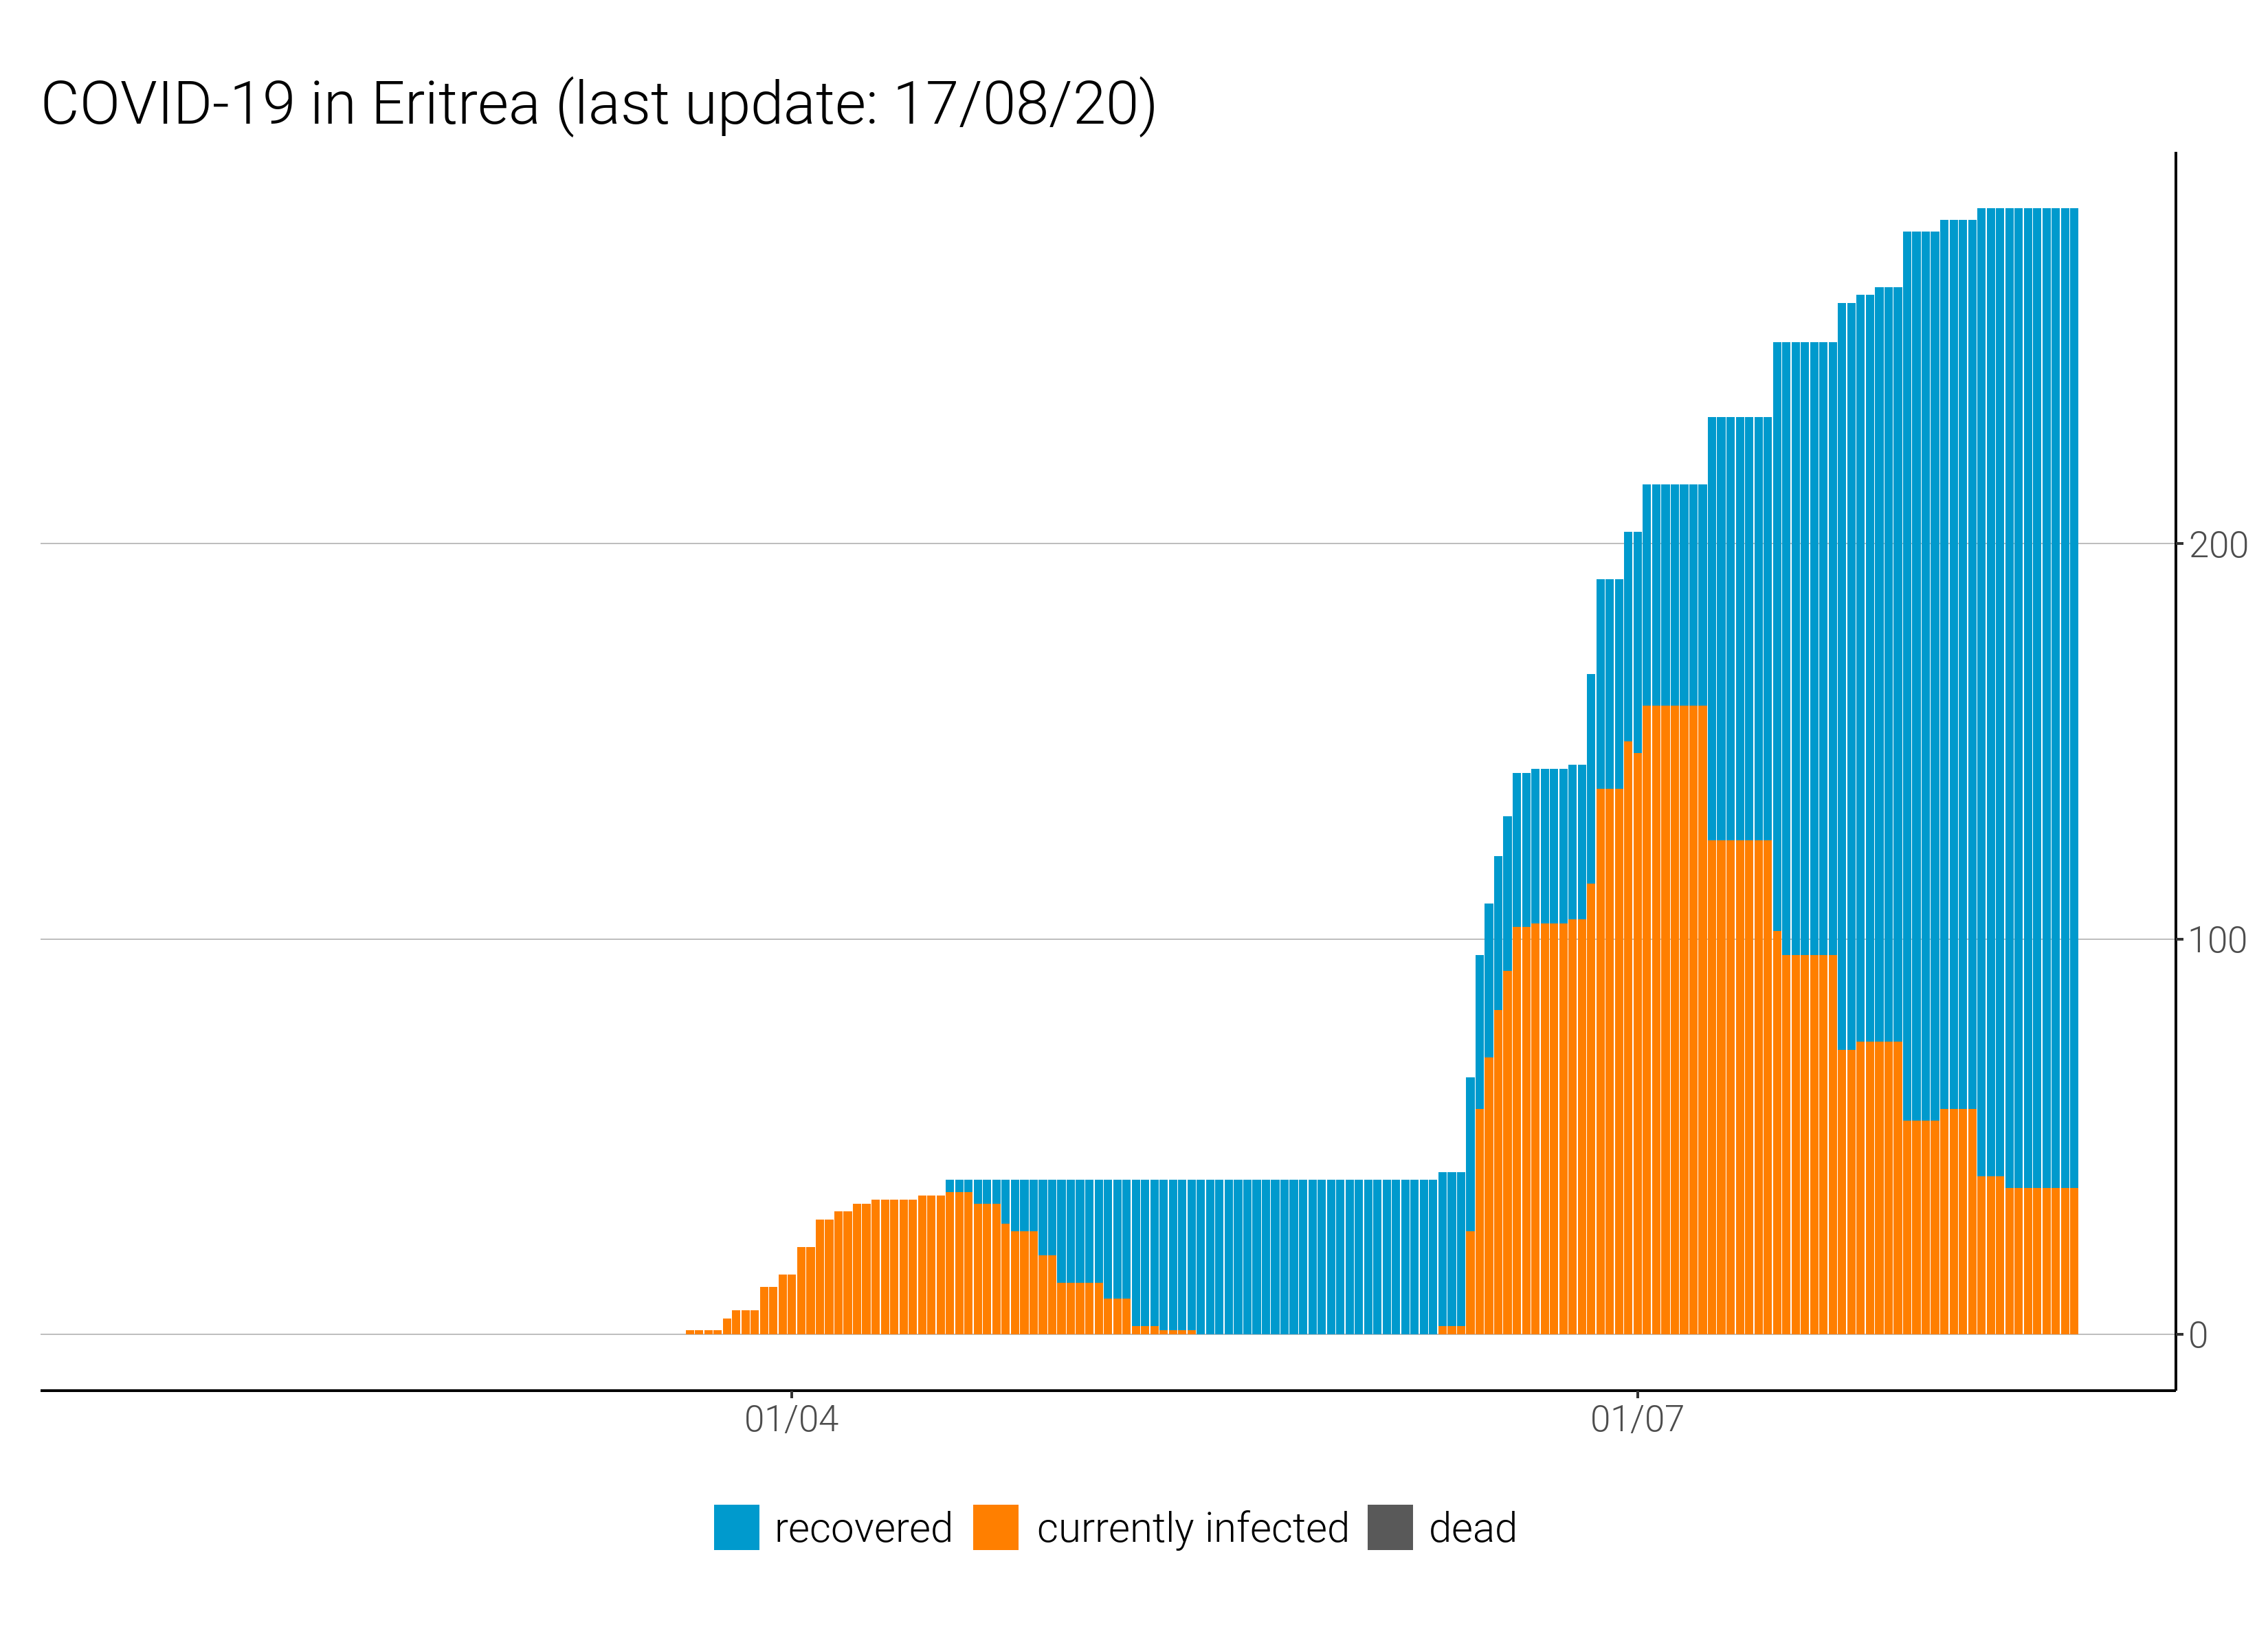 COVID-19 in Eritrea (last update: 17/08/20)
200
100
0
01/04 01/07
recovered currently infected dead